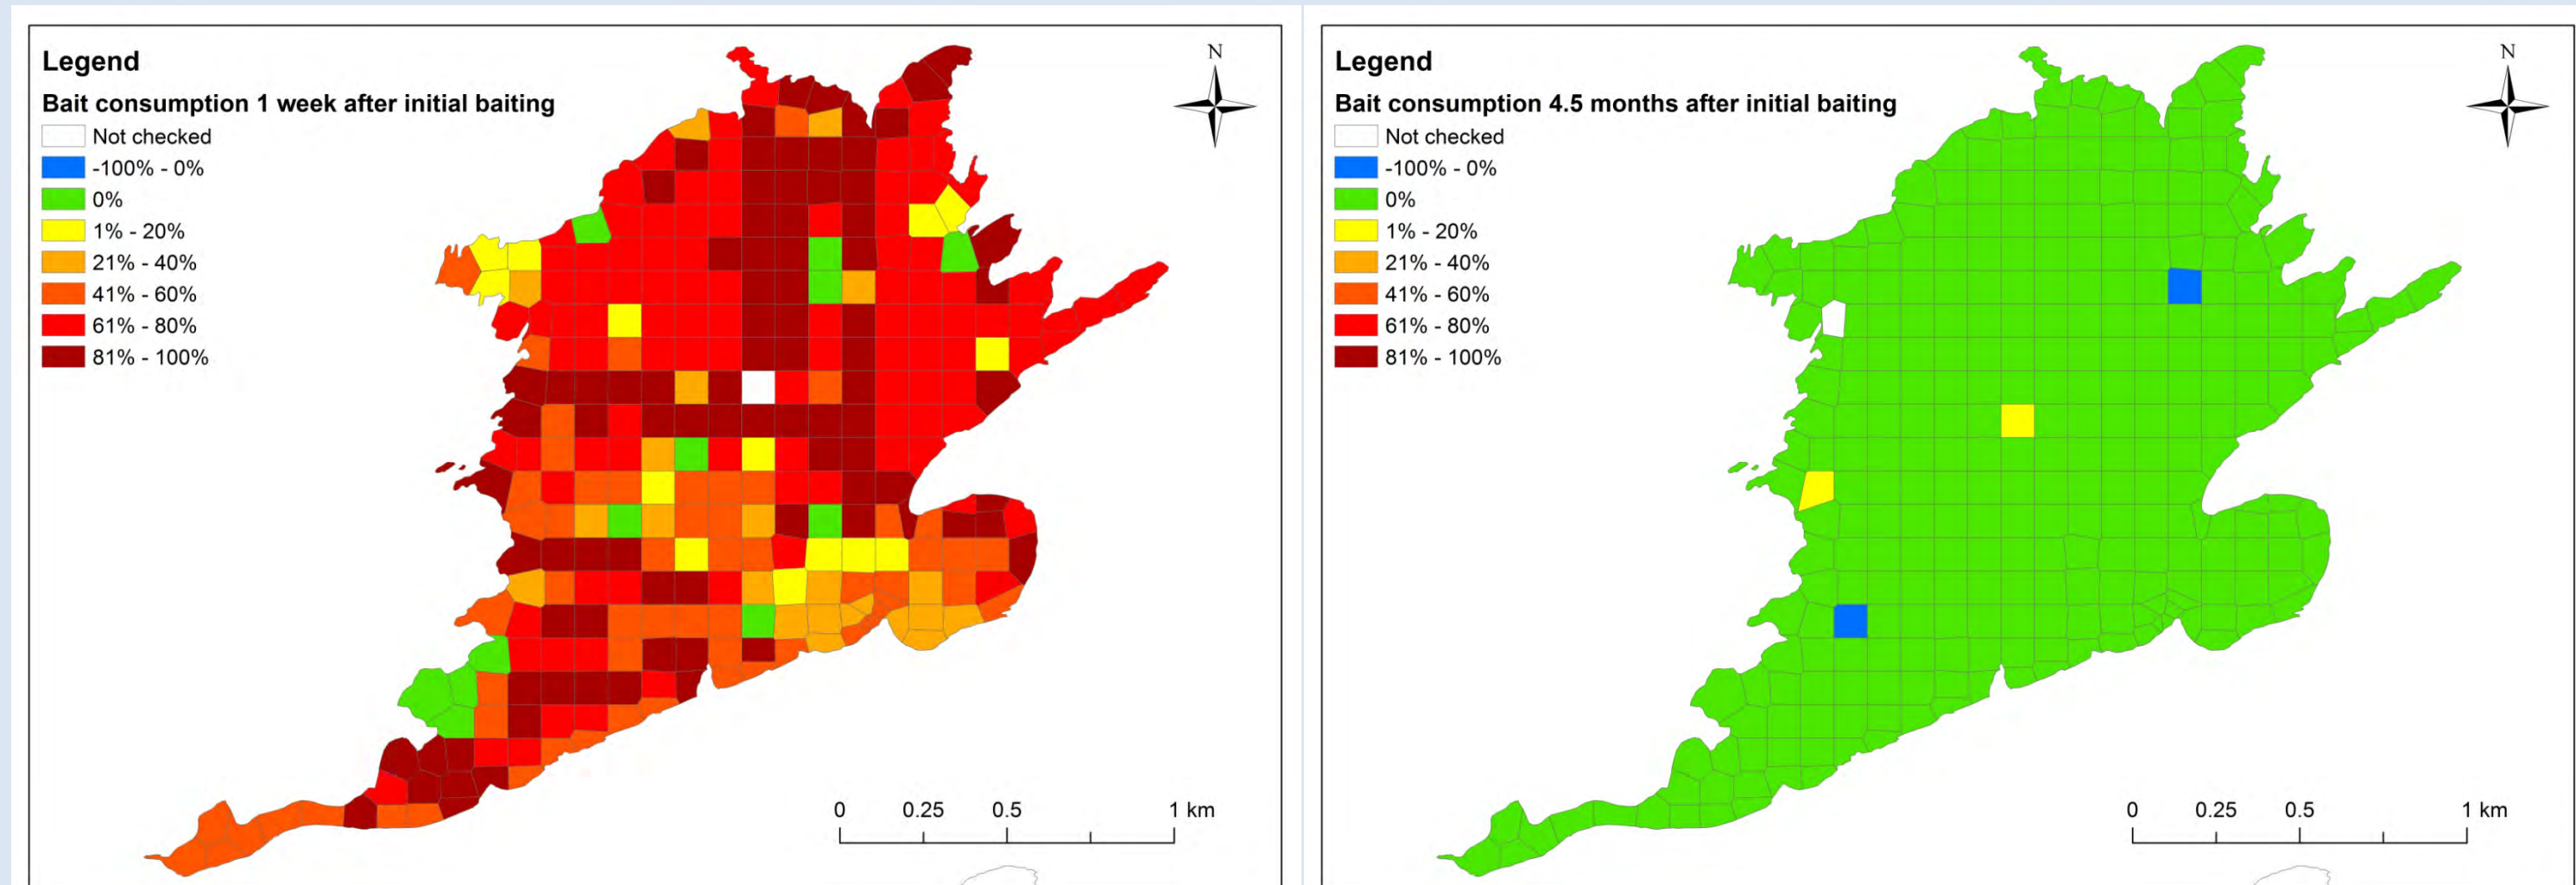 Legend
Bait consumption 1 week after initial baiting
Not checked
-100% - 0%
0%
1% - 20%
21% - 40%
41% - 60%
61% - 80%
81% - 100%
N
0 0.25 0.5 1 km
Legend
Bait consumption 4.5 months after initial baiting
Not checked
-100% - 0%
0%
1% - 20%
21% - 40%
41% - 60%
61% - 80%
81% - 100%
N
0 0.25 0.5 1 km